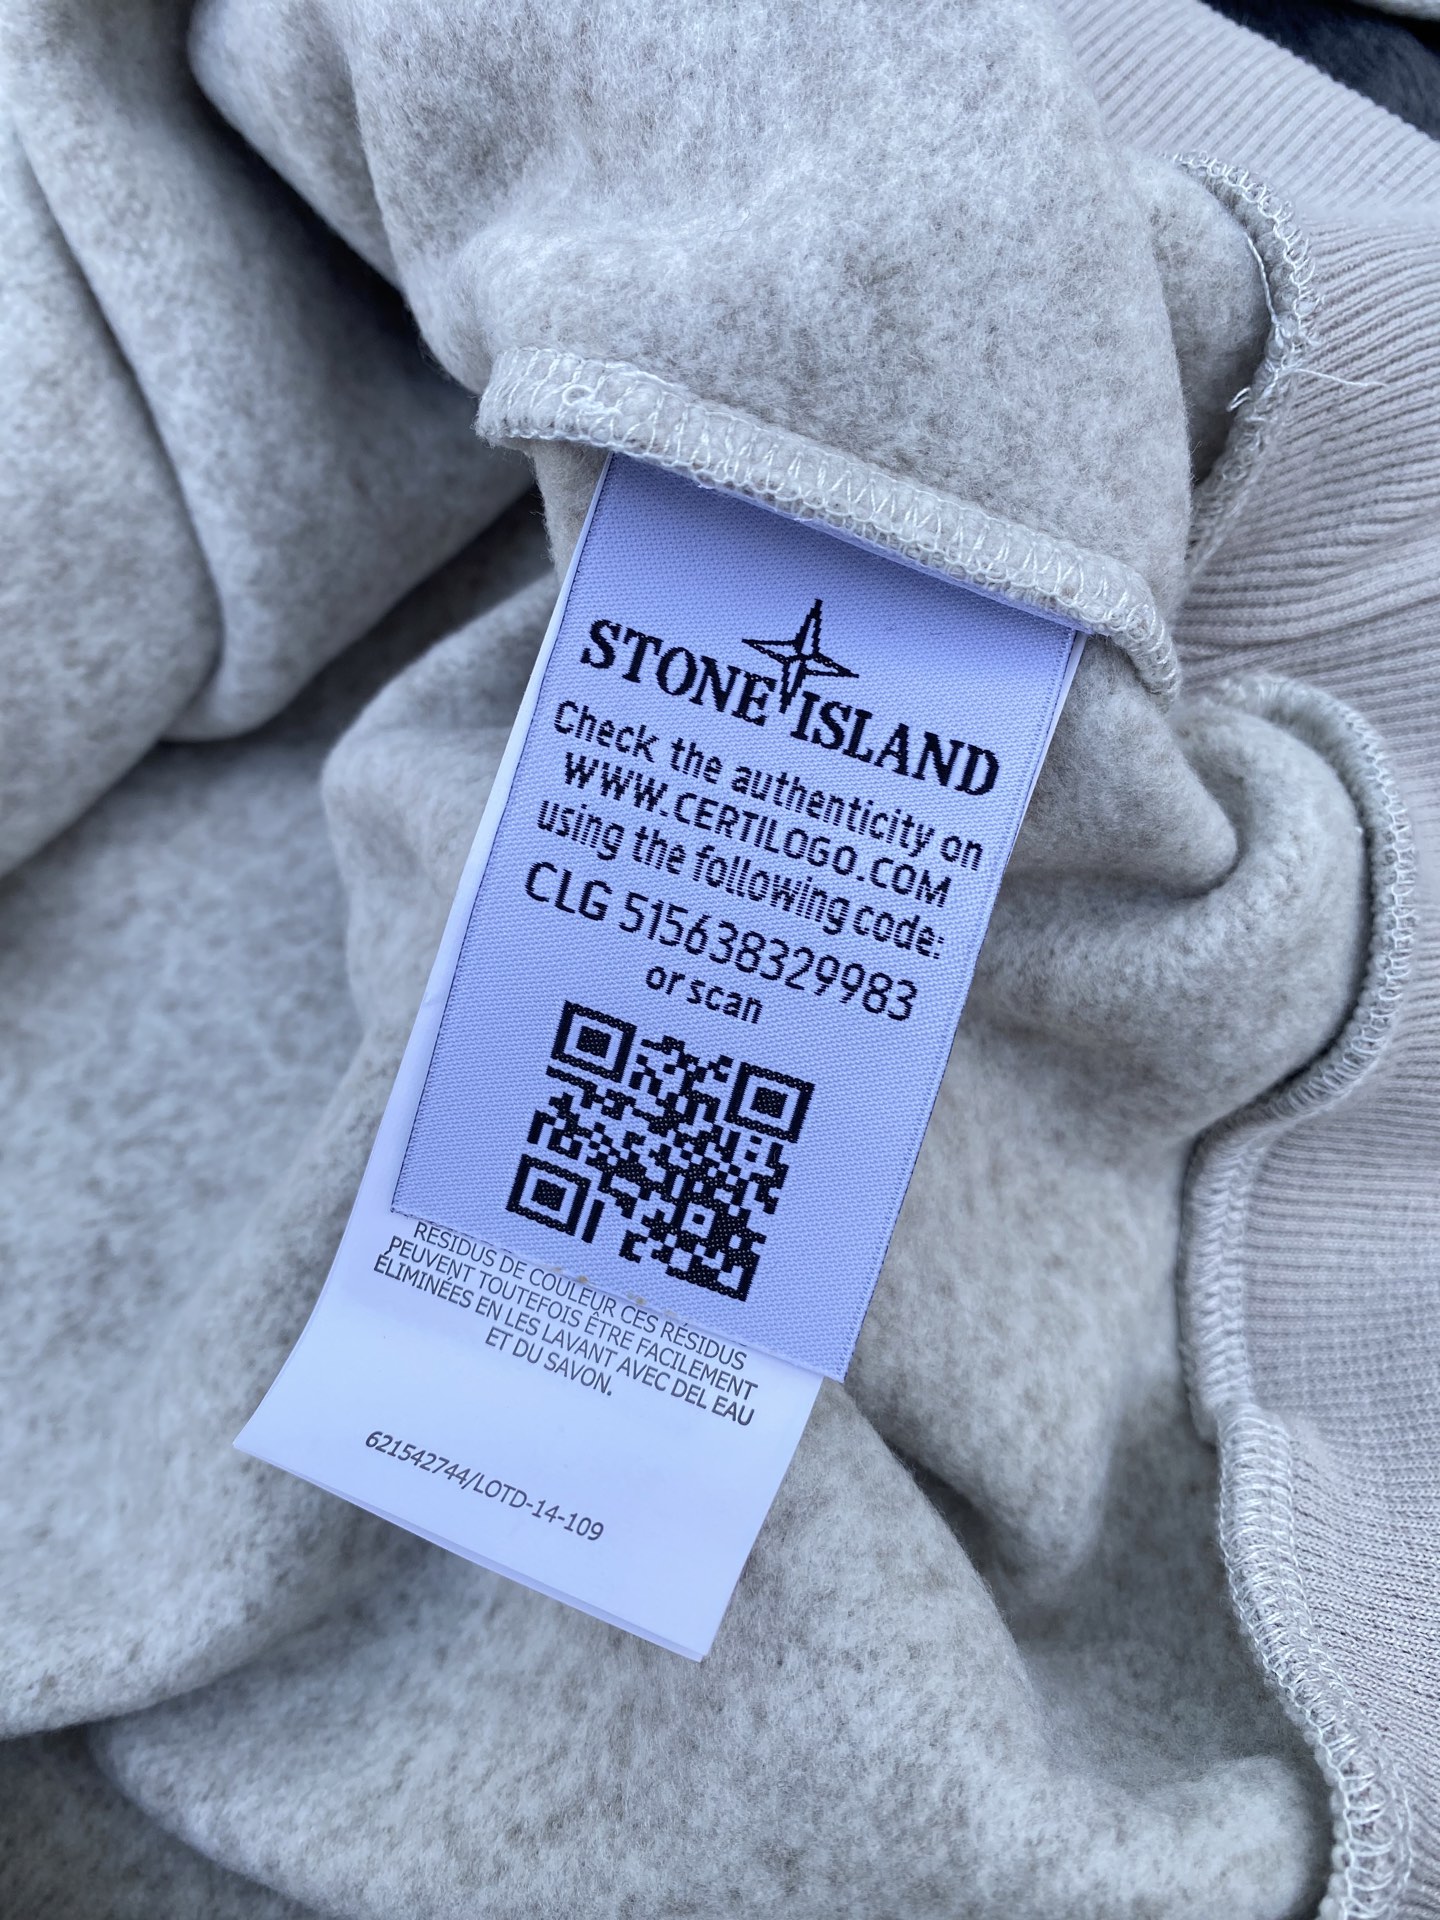 STONE ISLAND
Check the authenticity on
WWW.CERTILOGO.COM
using the following code:
CLG 515638329983
or scan
RÉSIDUS DE COULEUR CES RÉSIDUS
PEUVENT TOUTEFOIS ÊTRE FACILEMENT
ÉLIMINÉES EN LES LAVANT AVEC DEL EAU
ET DU SAVON.
621542744/LOTD-14-109